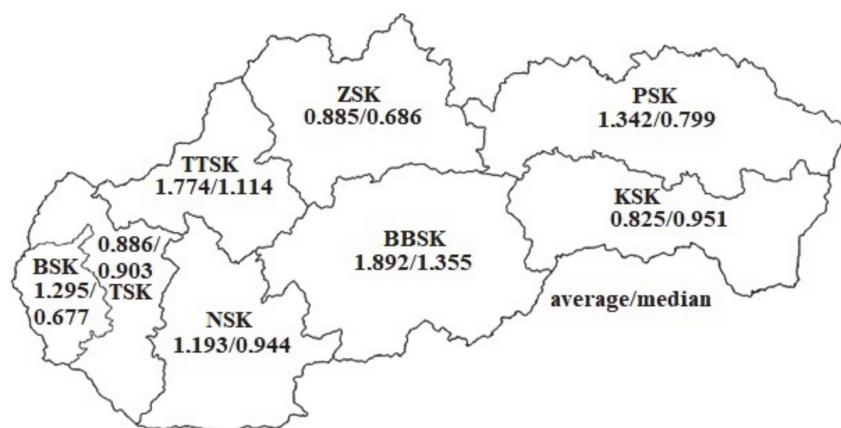 ZSK
0.885/0.686
PSK
1.342/0.799
TTSK
1.774/1.114
KSK
0.825/0.951
0.886/
0.903
TSK
BBSK
1.892/1.355
BSK
1.295/
0.677
NSK
1.193/0.944
average/median